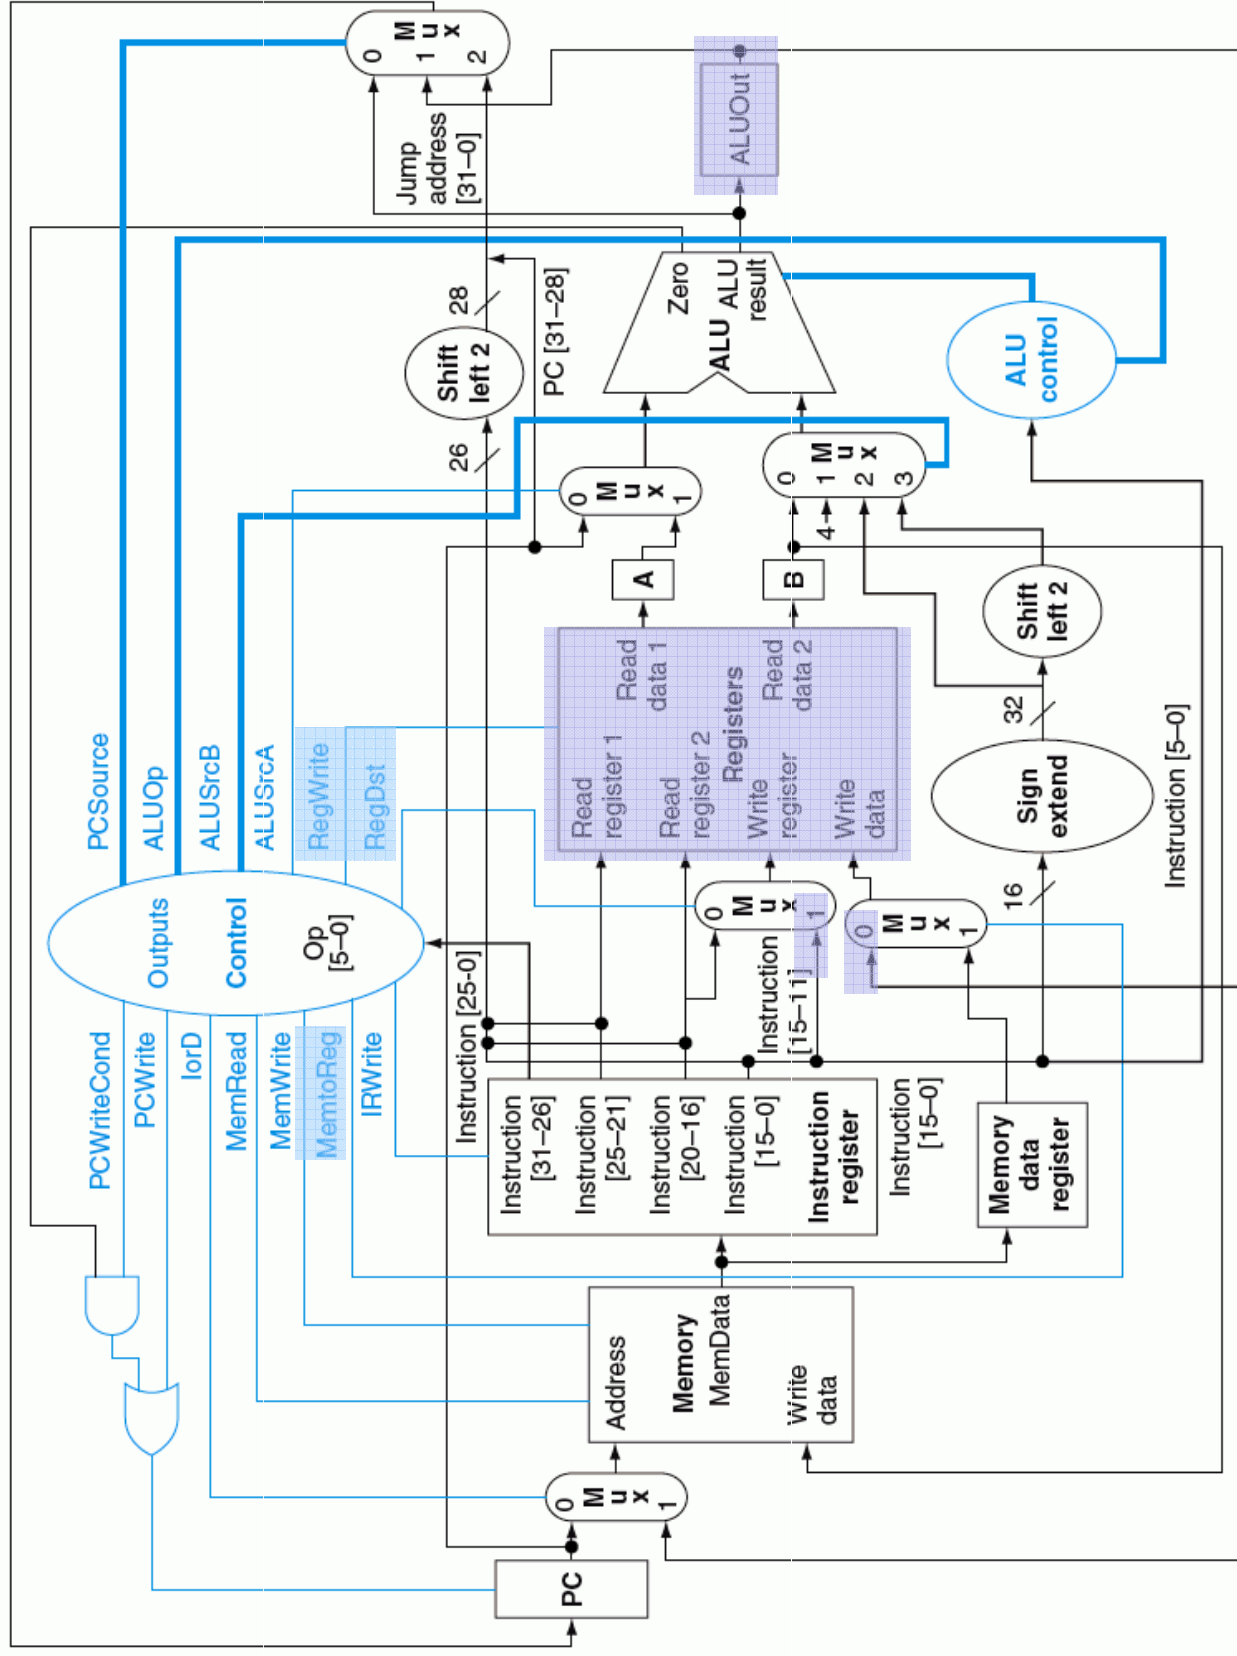 PCSource
ALUOp
ALUSrcB
ALUSrcA
RegWrite
RegDst
PCWriteCond
PCWrite
IorD
MemRead
MemWrite
MemtoReg
IRWrite
Outputs
Control
Op
[5–0]
PC
0
M
u
x
1
Address
Memory
MemData
Write
data
Instruction
[31–26]
Instruction
[25–21]
Instruction
[20–16]
Instruction
[15–0]
Instruction
register
Instruction
[15–0]
Memory
data
register
Instruction [25-0]
Instruction
[15–11]
0
M
u
x
1
0
M
u
x
1
Read
register 1
Read
register 2
Write
register
Write
data
Registers
Read
data 1
Read
data 2
16
Sign
extend
32
Instruction [5–0]
Shift
left 2
A
B
4
0
M
u
x
1
0
1
2
3
M
u
x
26
Shift
left 2
28
PC [31–28]
Zero
ALU
ALU
result
ALU
control
Jump
address
[31–0]
ALUOut
0
1
2
M
u
x